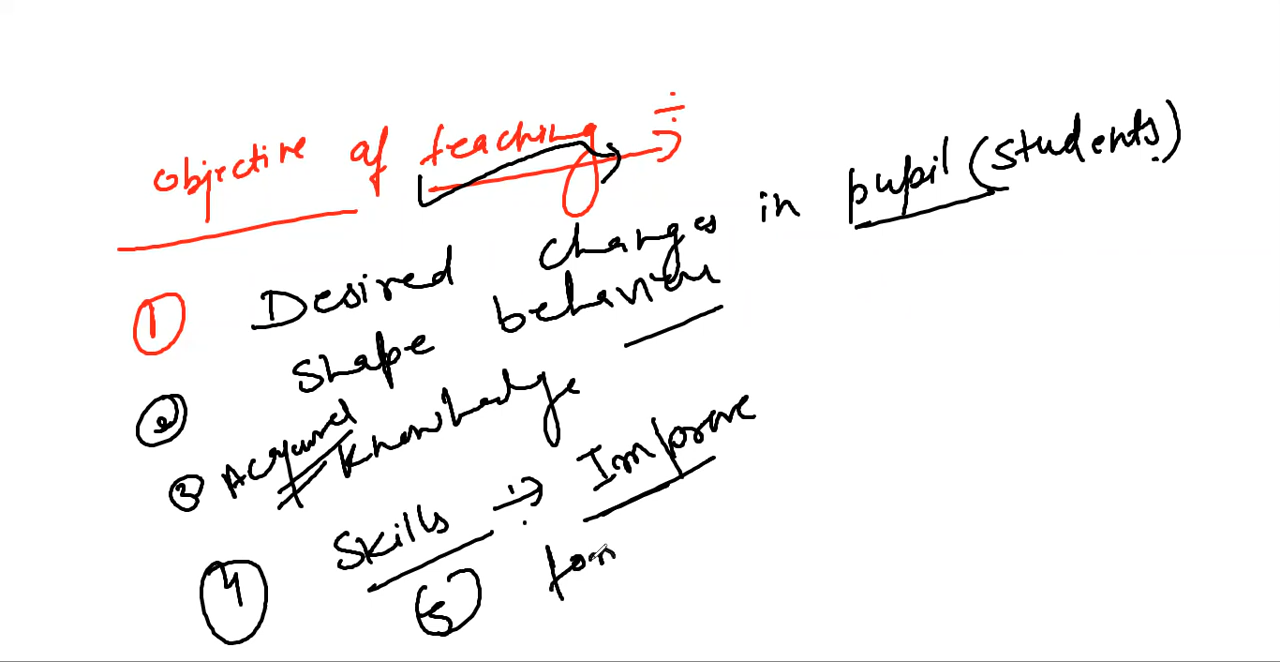 objective of teaching ÷
① Desired changes in pupil (students)
② shape behaviour
③ Acquired knowledge
④ Skills ÷> Improve
⑤ for